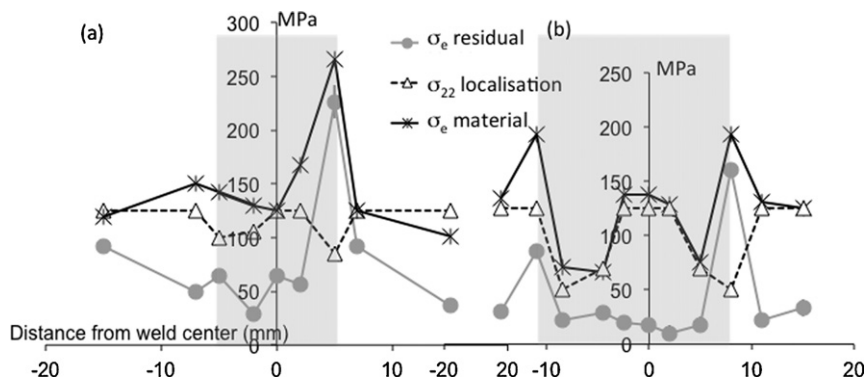 (a)
300 MPa
250
200
150
100
50
0
Distance from weld center (mm)
-20 -10 0 10 20
σe residual
σ22 localisation
σe material
(b)
MPa
250
200
150
100
50
0
-20 -10 0 10 20